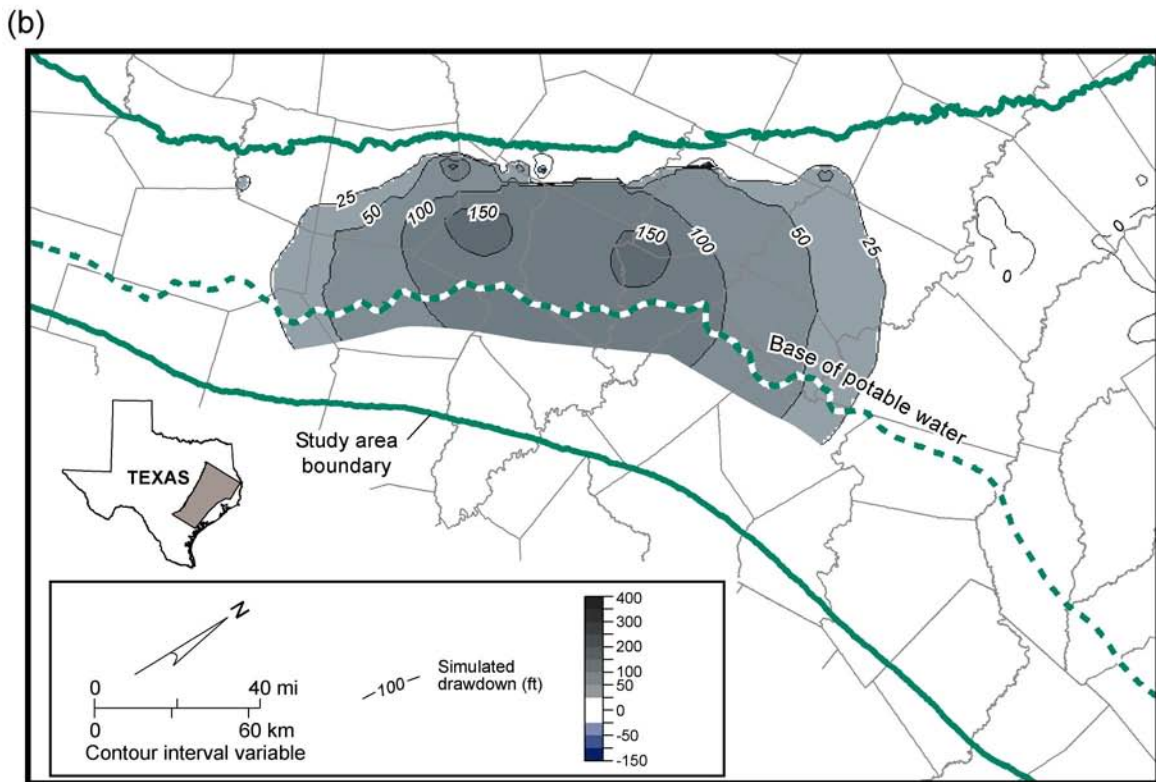 (b)
25
50
100
150
150
100
50
25
0
0
Base of potable water
Study area
boundary
TEXAS
N
0 40 mi
0 60 km
Contour interval variable
100
Simulated
drawdown (ft)
400
300
200
100
50
0
-50
-150